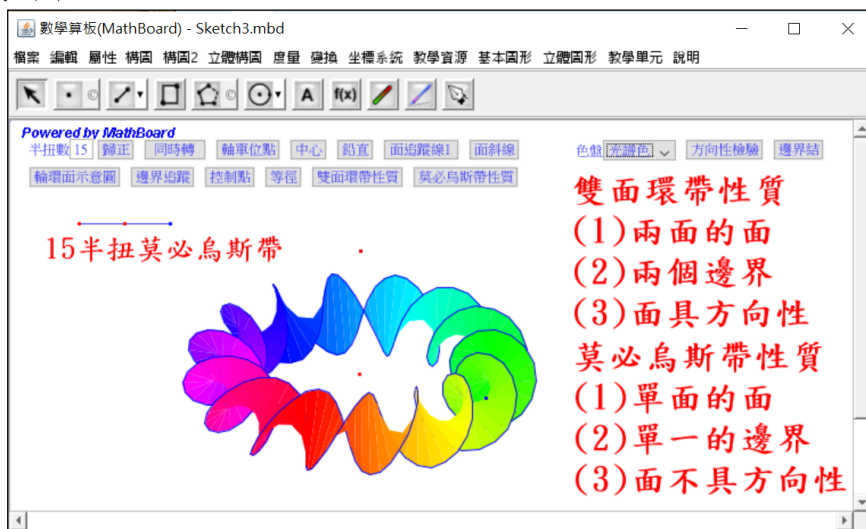 數學算板(MathBoard) - Sketch3.mbd
檔案 編輯 屬性 構圖 構圖2 立體構圖 度量 變換 坐標系統 教學資源 基本圖形 立體圖形 教學單元 說明
A f(x)
Powered by MathBoard
半扭數 15 歸正 同時轉 軸單位點 中心 鉛直 面追蹤線1 面斜線 色盤 光譜色 方向性檢驗 邊界結
輪環面示意圖 邊界追蹤 控制點 等徑 雙面環帶性質 莫必烏斯帶性質
15半扭莫必烏斯帶
雙面環帶性質
(1)兩面的面
(2)兩個邊界
(3)面具方向性
莫必烏斯帶性質
(1)單面的面
(2)單一的邊界
(3)面不具方向性